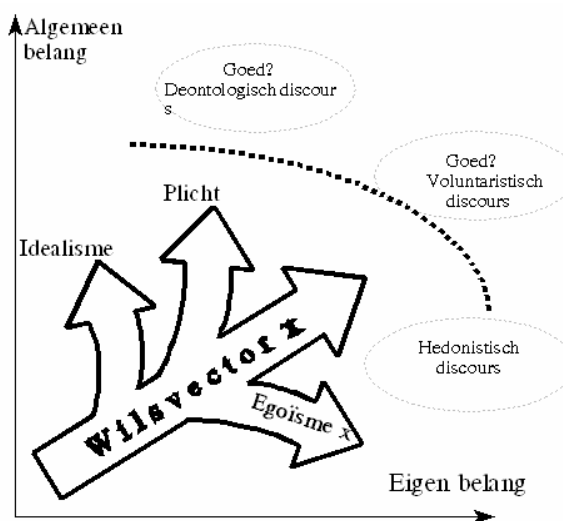 Algemeen
belang
Goed?
Deontologisch discour
s
Goed?
Voluntaristisch
discours
Plicht
Idealisme
Wilsvector x
Hedonistisch
discours
Egoïsme x
Eigen belang